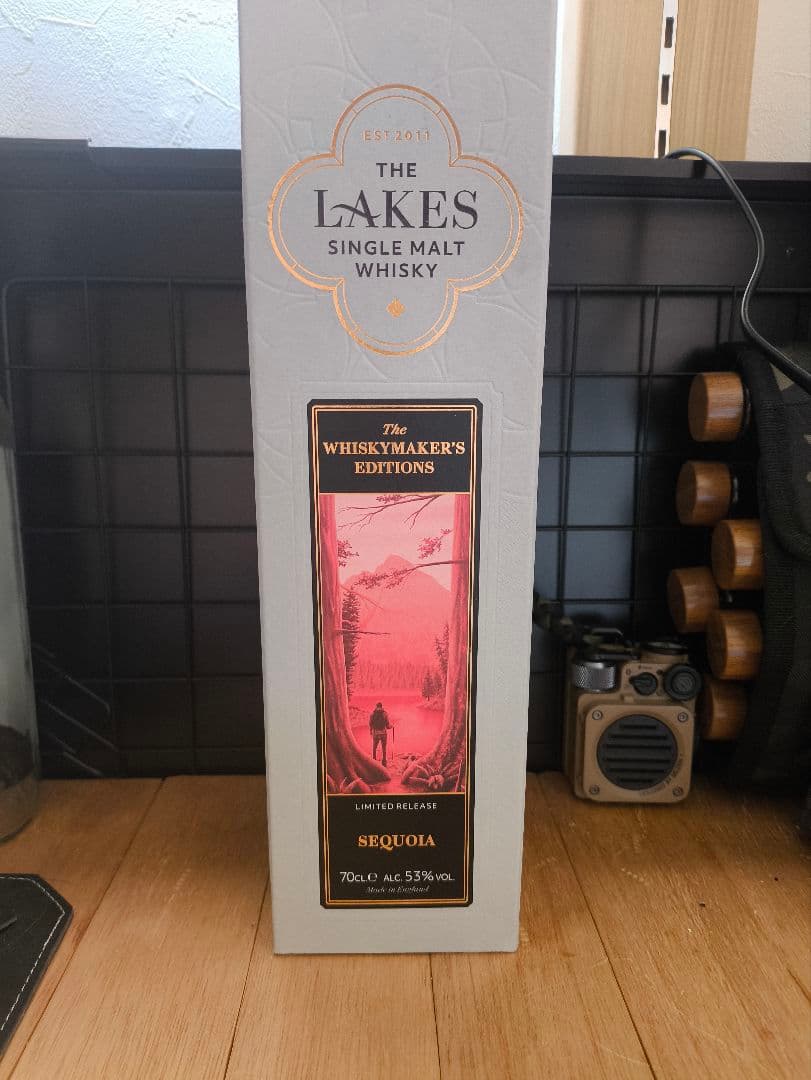 EST 2011
THE
LAKES
SINGLE MALT
WHISKY
The
WHISKYMAKER'S
EDITIONS
LIMITED RELEASE
SEQUOIA
70CL.e ALC. 53% VOL.
Made in England